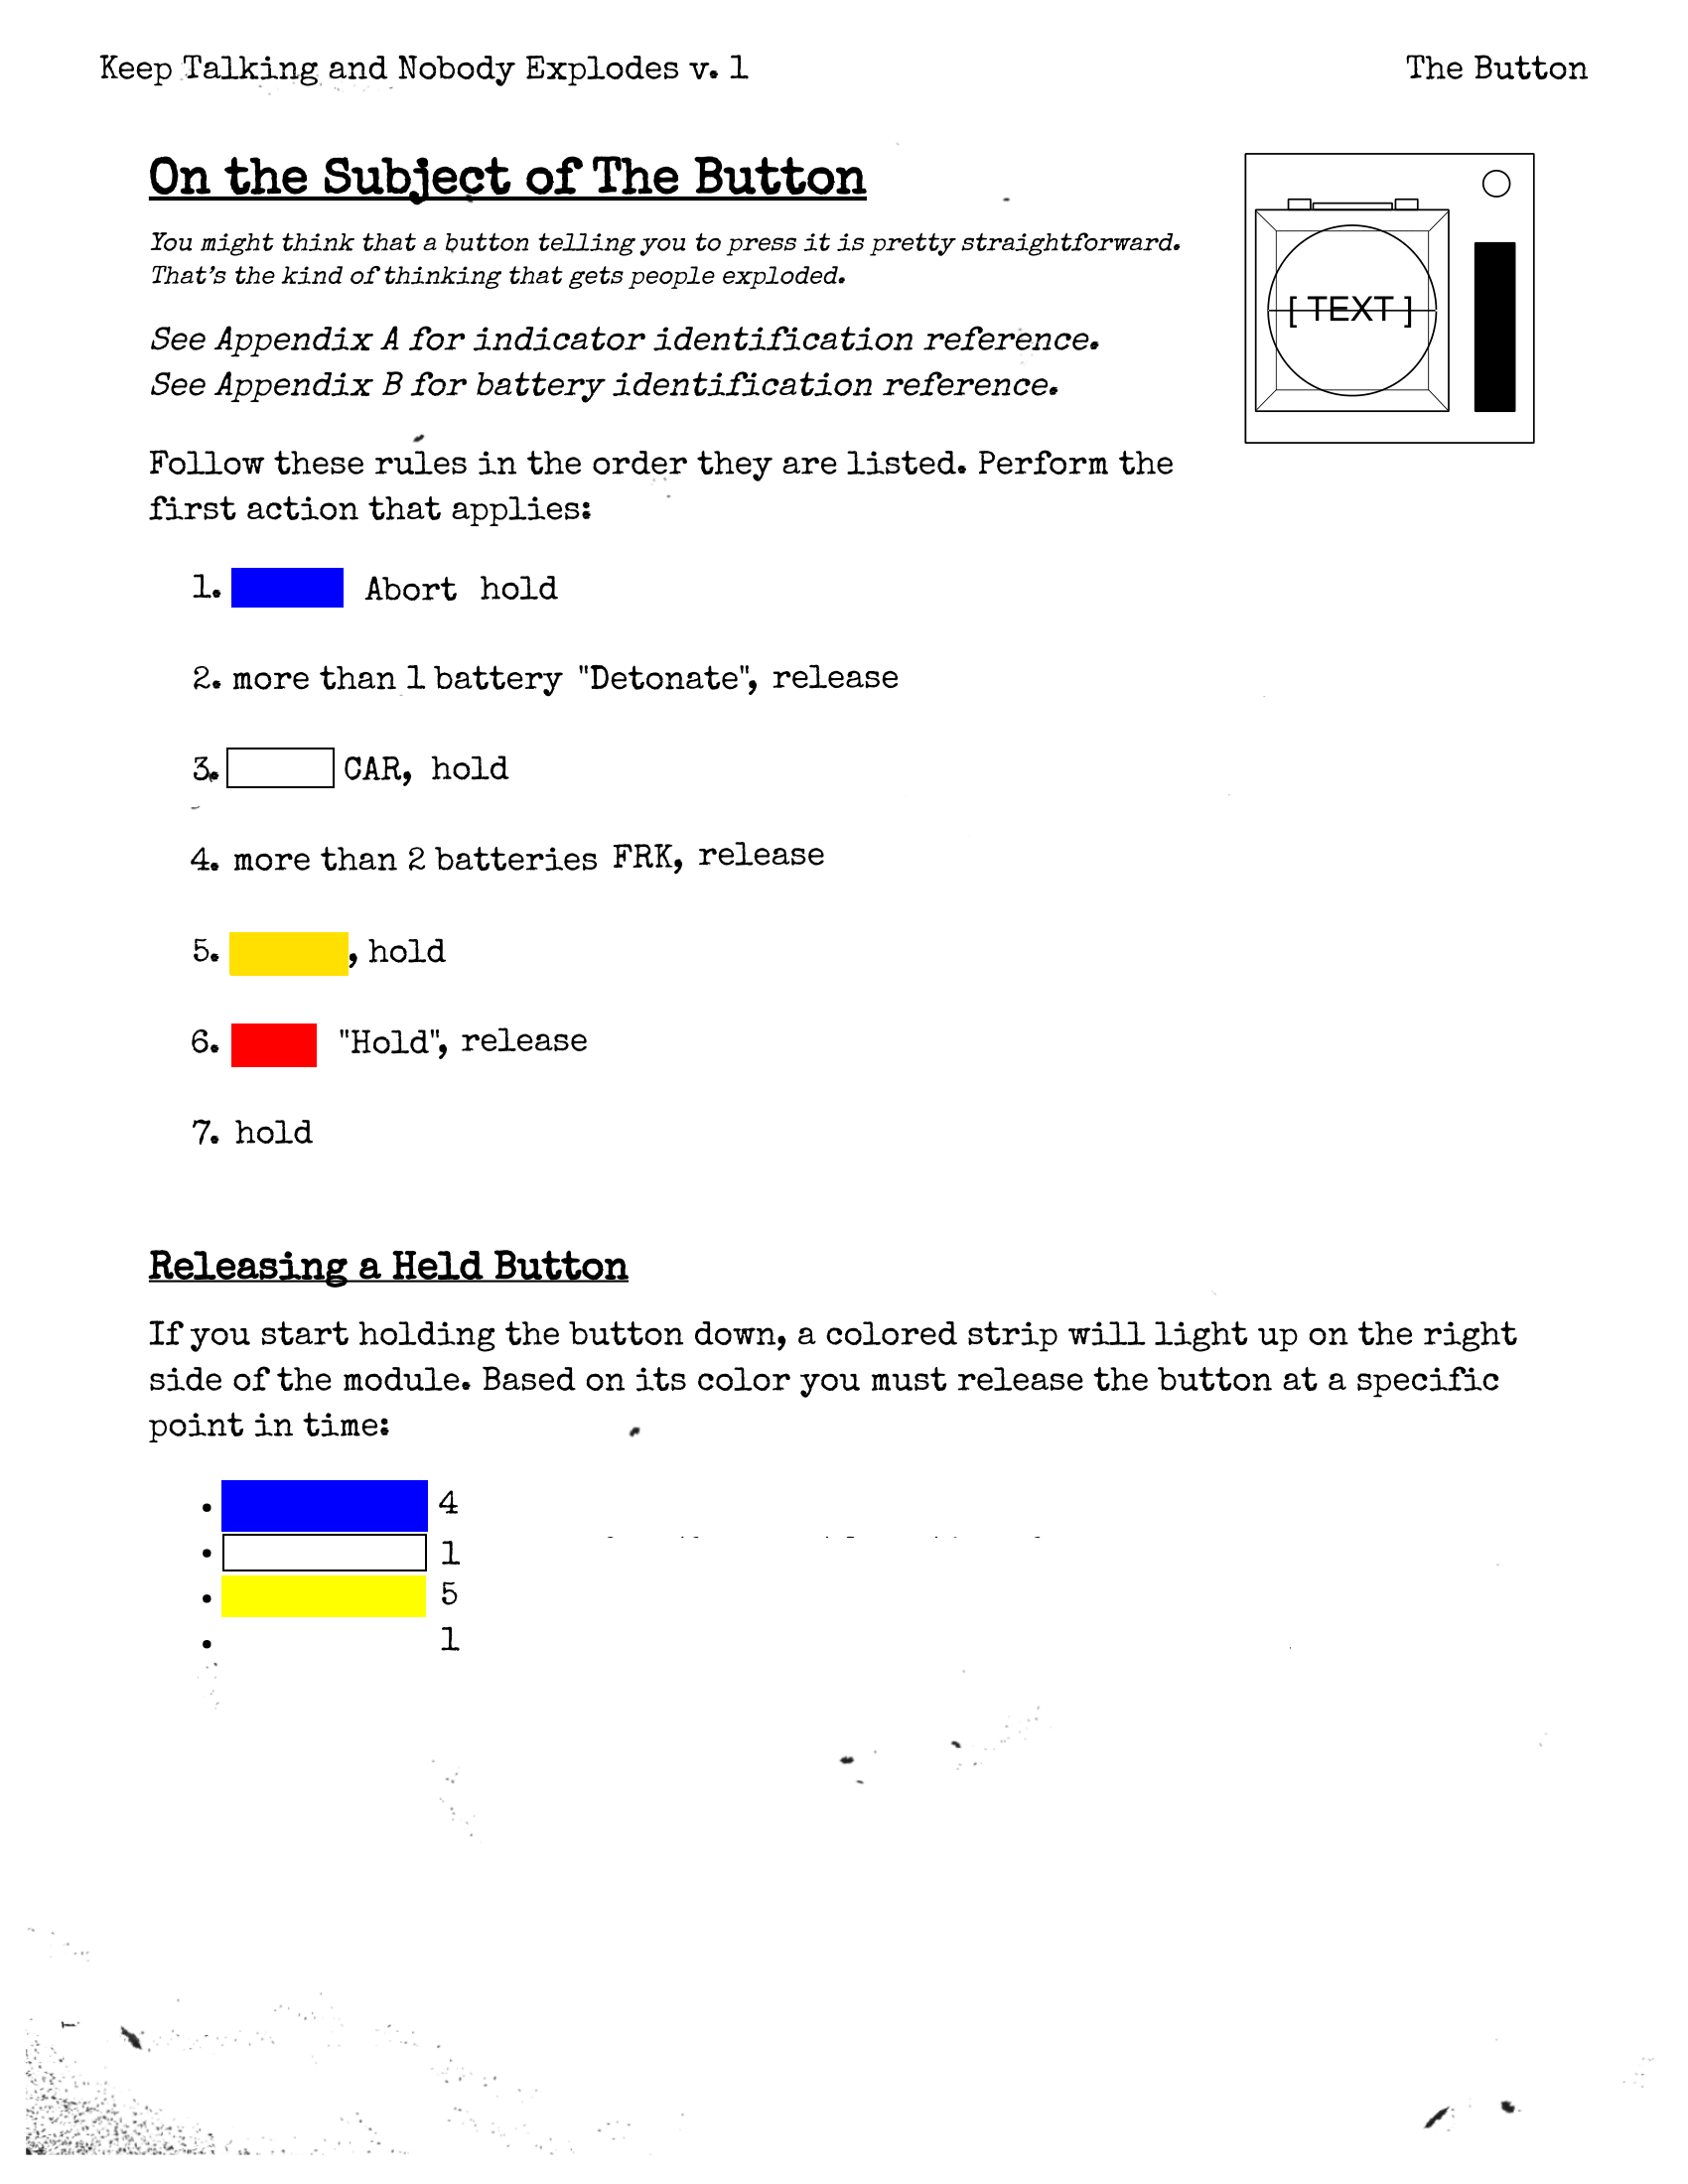 Keep Talking and Nobody Explodes v. 1
The Button
On the Subject of The Button
You might think that a button telling you to press it is pretty straightforward.
That's the kind of thinking that gets people exploded.
See Appendix A for indicator identification reference.
See Appendix B for battery identification reference.
[ TEXT ]
Follow these rules in the order they are listed. Perform the
first action that applies:
1. Abort hold
2. more than 1 battery "Detonate", release
3. CAR, hold
4. more than 2 batteries FRK, release
5. , hold
6. "Hold", release
7. hold
Releasing a Held Button
If you start holding the button down, a colored strip will light up on the right
side of the module. Based on its color you must release the button at a specific
point in time:
• 4
• 1
• 5
• 1